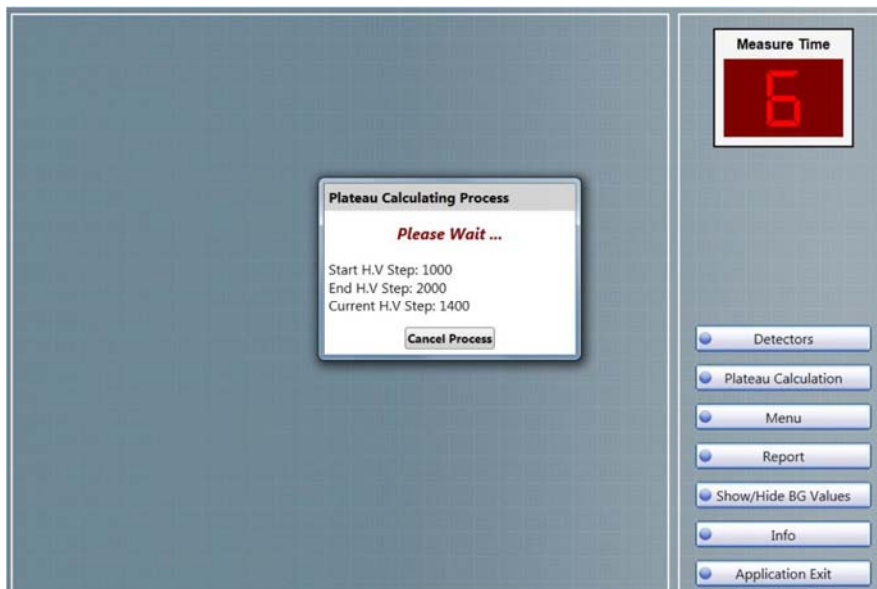 Measure Time
6
Plateau Calculating Process
Please Wait ...
Start H.V Step: 1000
End H.V Step: 2000
Current H.V Step: 1400
Cancel Process
Detectors
Plateau Calculation
Menu
Report
Show/Hide BG Values
Info
Application Exit